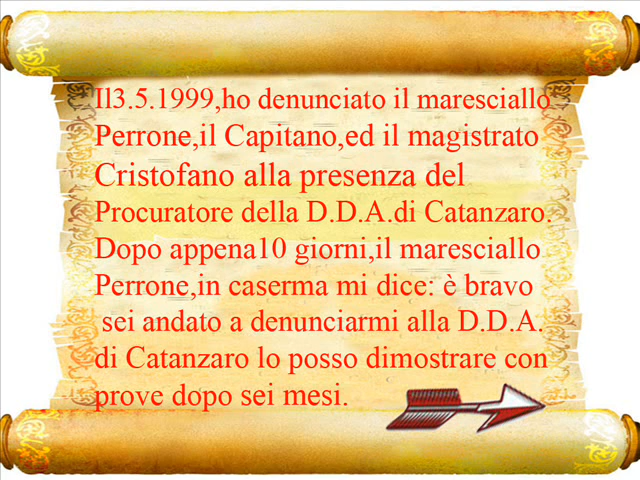 Il3.5.1999,ho denunciato il maresciallo
Perrone,il Capitano,ed il magistrato
Cristofano alla presenza del
Procuratore della D.D.A.di Catanzaro.
Dopo appena10 giorni,il maresciallo
Perrone,in caserma mi dice: è bravo
sei andato a denunciarmi alla D.D.A.
di Catanzaro lo posso dimostrare con
prove dopo sei mesi.